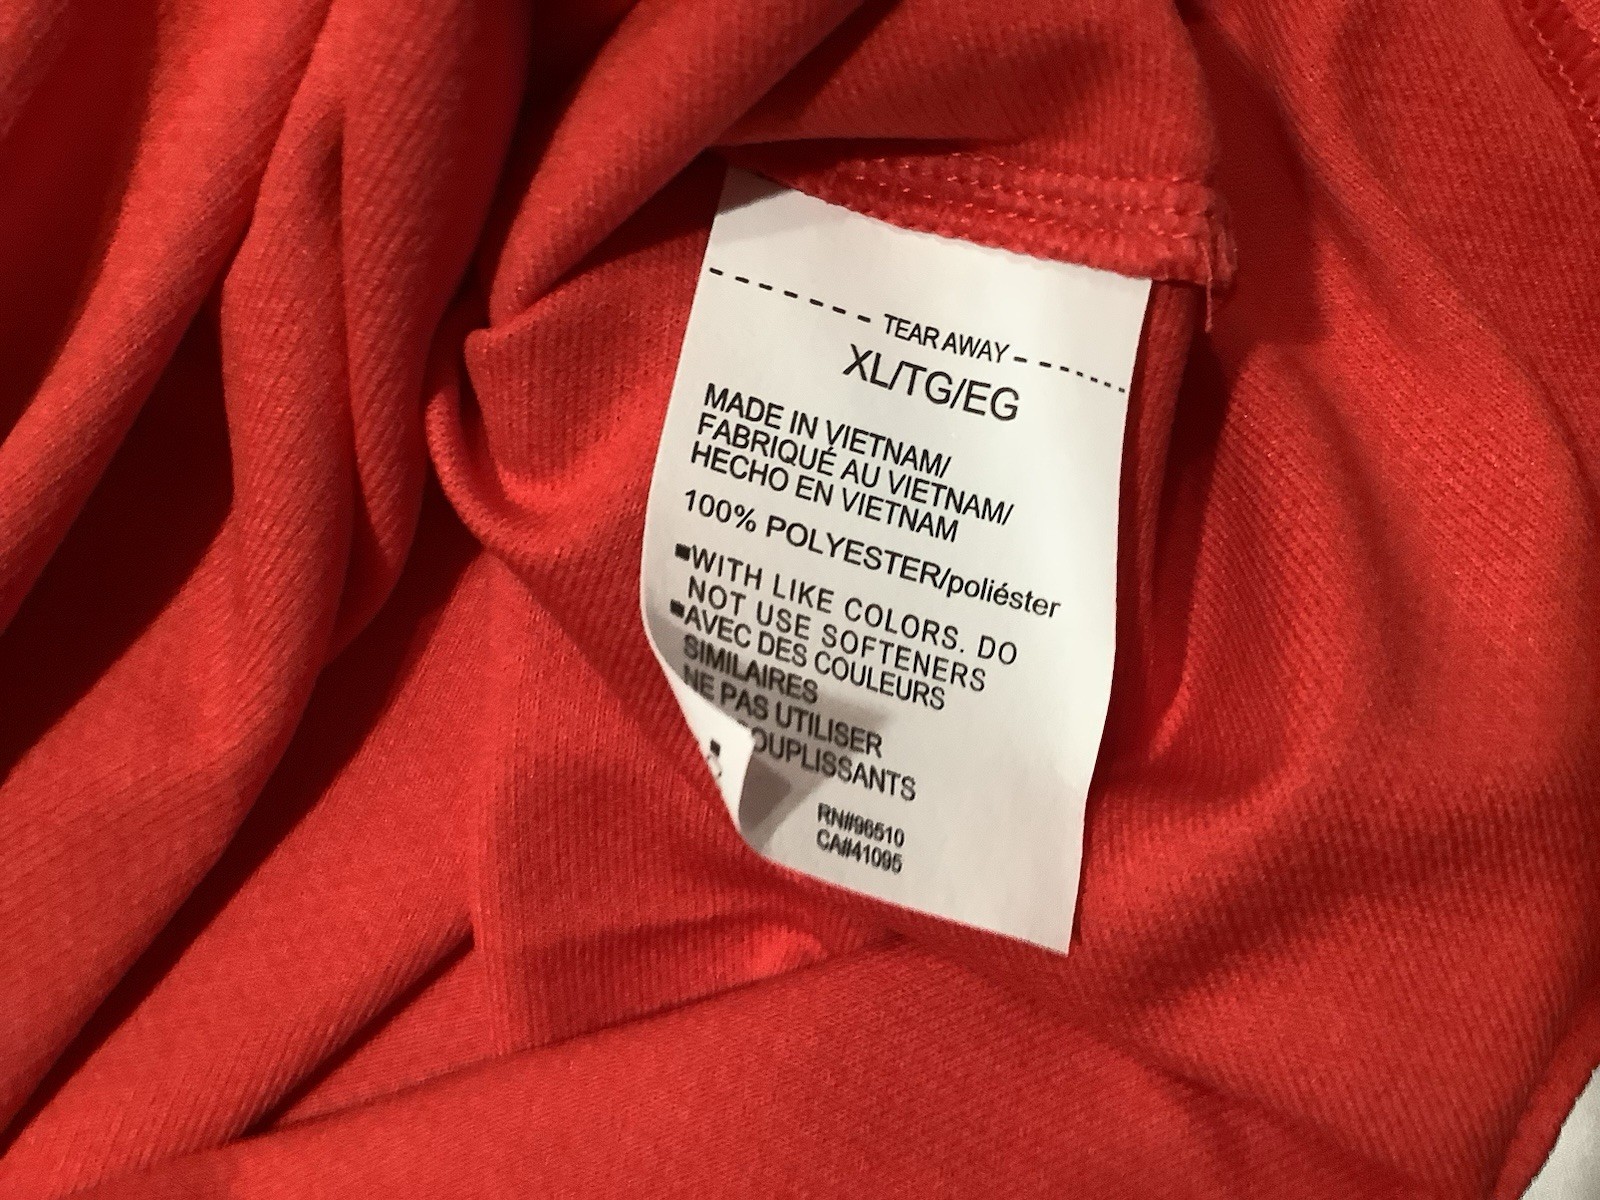 TEAR AWAY
XL/TG/EG
MADE IN VIETNAM/
FABRIQUÉ AU VIETNAM/
HECHO EN VIETNAM
100% POLYESTER/poliéster
▪WITH LIKE COLORS. DO
NOT USE SOFTENERS
▪AVEC DES COULEURS
SIMILAIRES
NE PAS UTILISER
OUPLISSANTS
RN#96510
CA#41095